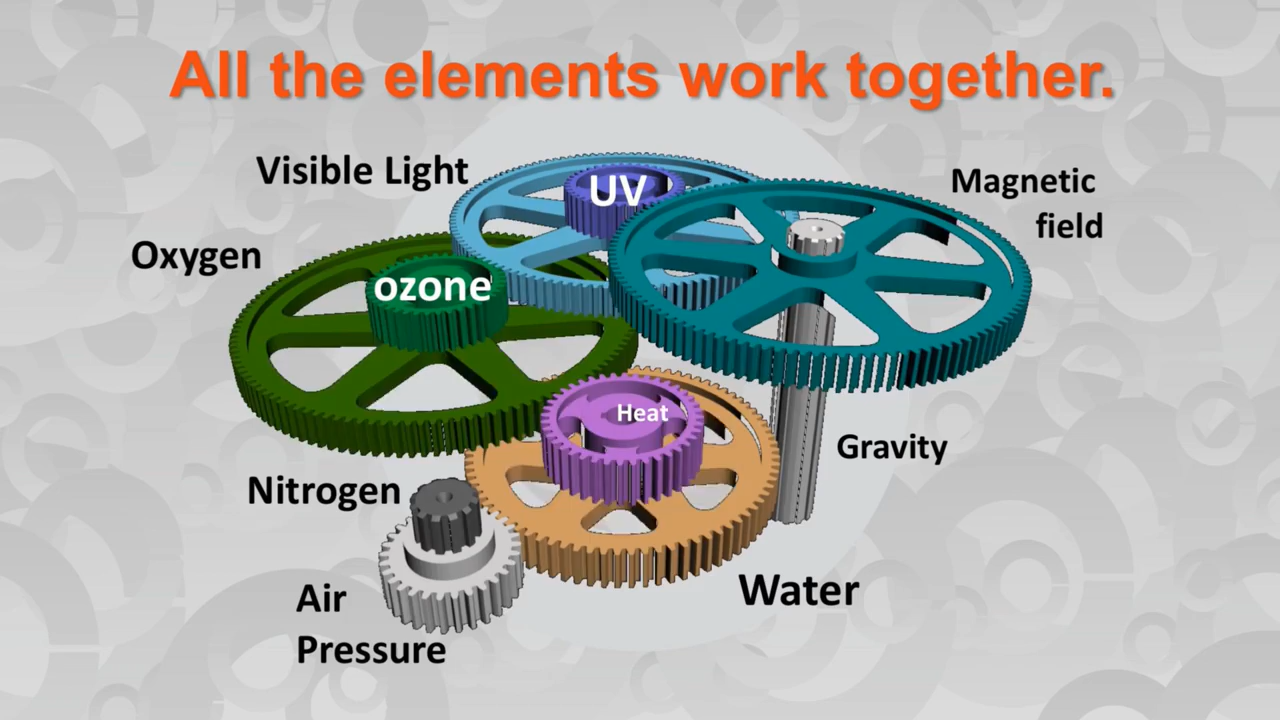 All the elements work together.
Visible Light
UV
Magnetic
field
Oxygen
ozone
Heat
Gravity
Nitrogen
Air
Pressure
Water